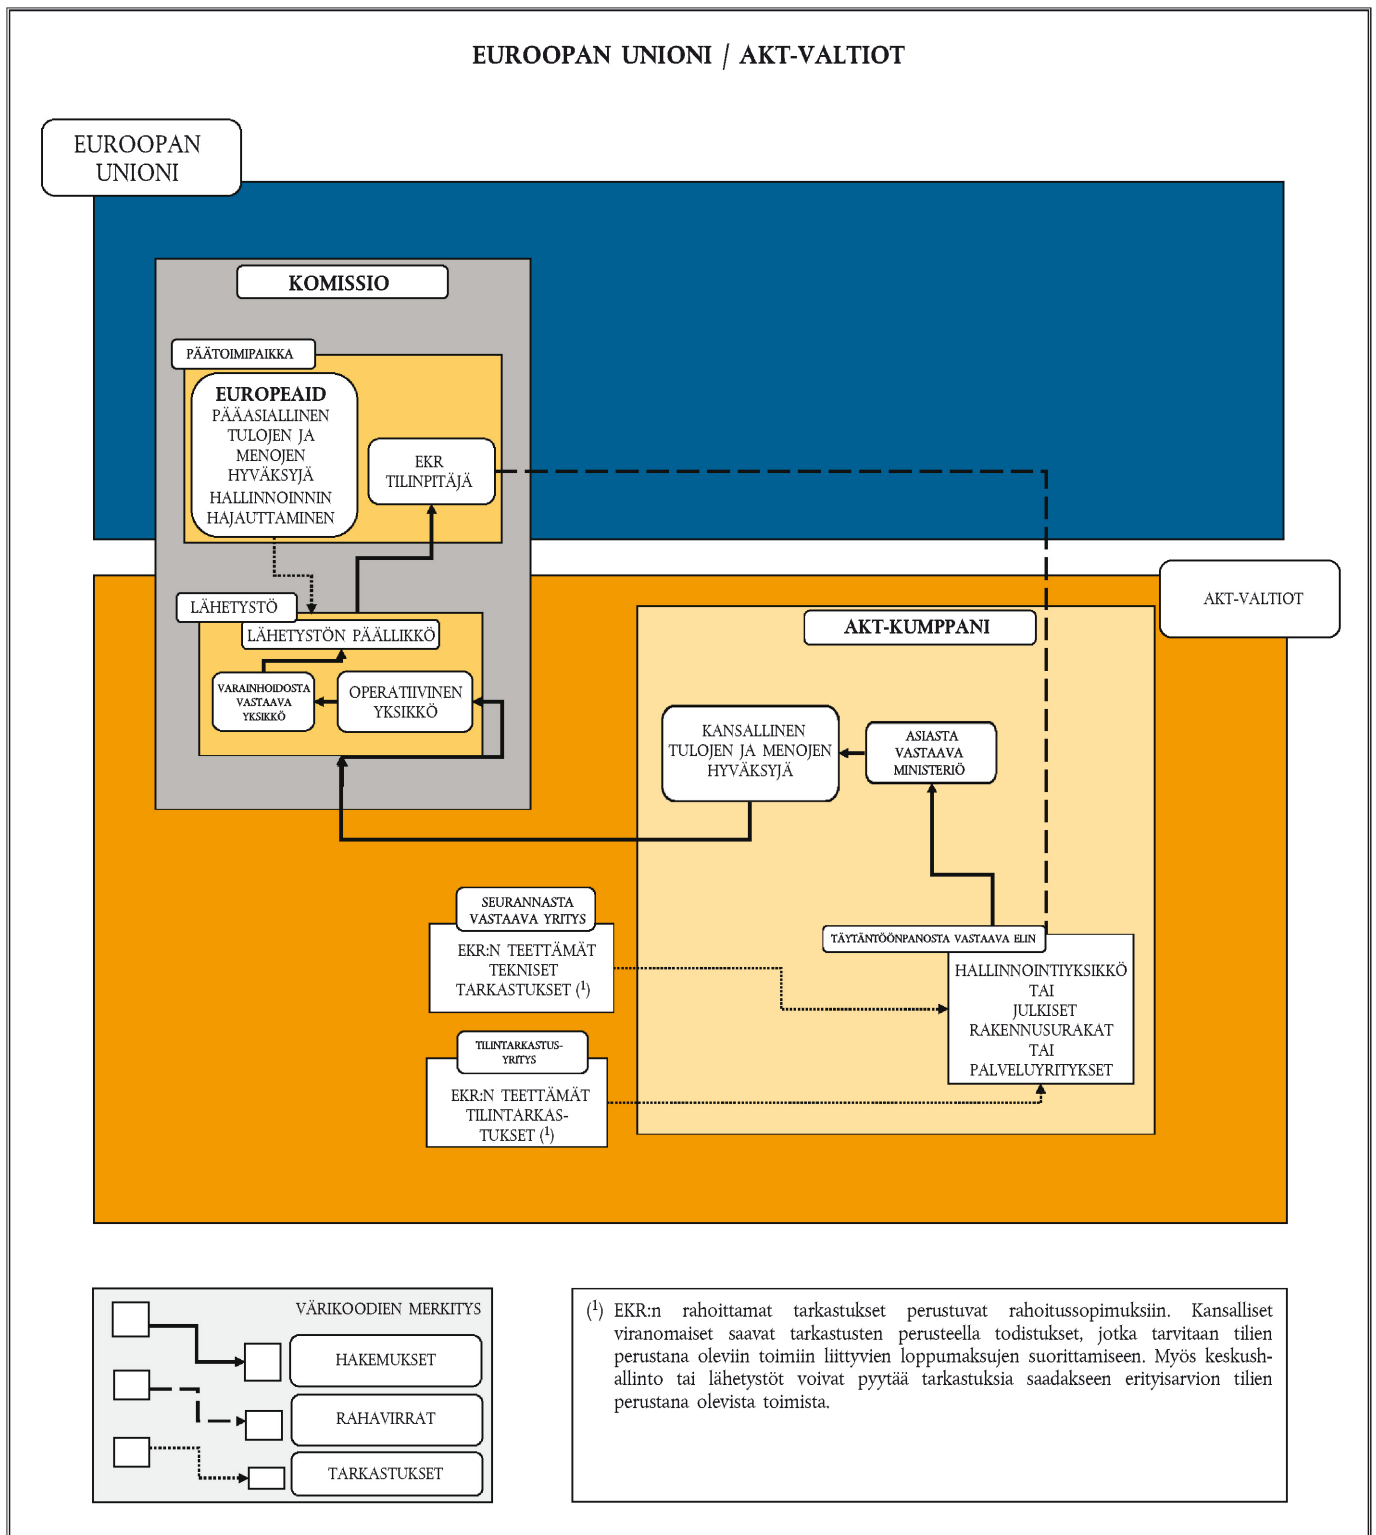 EUROOPAN UNIONI / AKT-VALTIOT
EUROOPAN
UNIONI
KOMISSIO
PÄÄTOIMIPAIKKA
EUROPEAID
PÄÄASIALLINEN
TULOJEN JA
MENOJEN
HYVÄKSYJÄ
HALLINNOINNIN
HAJAUTTAMINEN
EKR
TILINPITÄJÄ
LÄHETYSTÖ
LÄHETYSTÖN PÄÄLLIKKÖ
VARAINHOIDOSTA
VASTAAVA
YKSIKKÖ
OPERATIIVINEN
YKSIKKÖ
AKT-VALTIOT
AKT-KUMPPANI
KANSALLINEN
TULOJEN JA MENOJEN
HYVÄKSYJÄ
ASIASTA
VASTAAVA
MINISTERIÖ
SEURANNASTA
VASTAAVA YRITYS
EKR:N TEETTÄMÄT
TEKNISET
TARKASTUKSET (1)
TÄYTÄNTÖÖNPANOSTA VASTAAVA ELIN
HALLINNOINTIYKSIKKÖ
TAI
JULKISET
RAKENNUSURAKAT
TAI
PALVELUYRITYKSET
TILINTARKASTUS-
YRITYS
EKR:N TEETTÄMÄT
TILINTARKAS-
TUKSET (1)
VÄRIKOODIEN MERKITYS
HAKEMUKSET
RAHAVIRRAT
TARKASTUKSET
(1) EKR:n rahoittamat tarkastukset perustuvat rahoitussopimuksiin. Kansalliset
viranomaiset saavat tarkastusten perusteella todistukset, jotka tarvitaan tilien
perustana oleviin toimiin liittyvien loppumaksujen suorittamiseen. Myös keskush-
allinto tai lähetystöt voivat pyytää tarkastuksia saadakseen erityisarvion tilien
perustana olevista toimista.